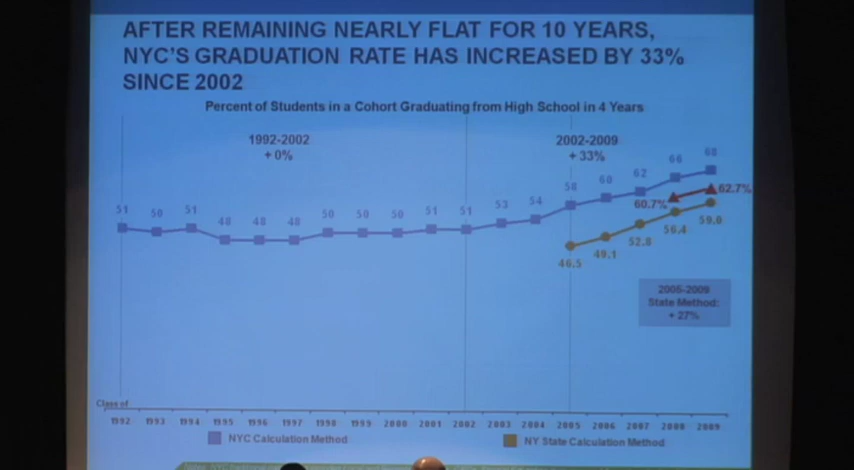 AFTER REMAINING NEARLY FLAT FOR 10 YEARS,
NYC'S GRADUATION RATE HAS INCREASED BY 33%
SINCE 2002
Percent of Students in a Cohort Graduating from High School in 4 Years
1992-2002
+ 0%
2002-2009
+ 33%
51 50 51 48 48 48 50 50 50 51 51 53 54 58 60 62 66 68
60.7% 62.7%
46.5 49.1 52.8 56.4 59.0
2005-2009
State Method:
+ 27%
Class of
1992 1993 1994 1995 1996 1997 1998 1999 2000 2001 2002 2003 2004 2005 2006 2007 2008 2009
NYC Calculation Method NY State Calculation Method